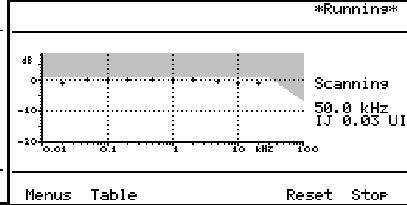 *Running*
dB
0
-10
-20
0.01 0.1 1 10 kHz 100
Scanning
50.0 kHz
IJ 0.03 UI
Menus Table Reset Stop